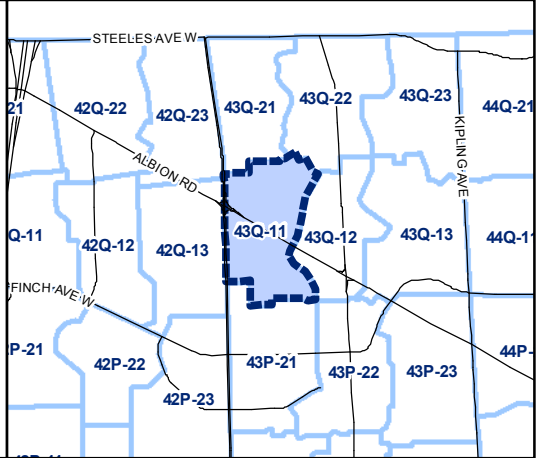 STEELES AVE W
21
42Q-22
42Q-23
43Q-21
43Q-22
43Q-23
44Q-21
KIPLING AVE
ALBION RD
Q-11
42Q-12
42Q-13
43Q-11
43Q-12
43Q-13
44Q-11
FINCH AVE W
P-21
42P-22
42P-23
43P-21
43P-22
43P-23
44P-